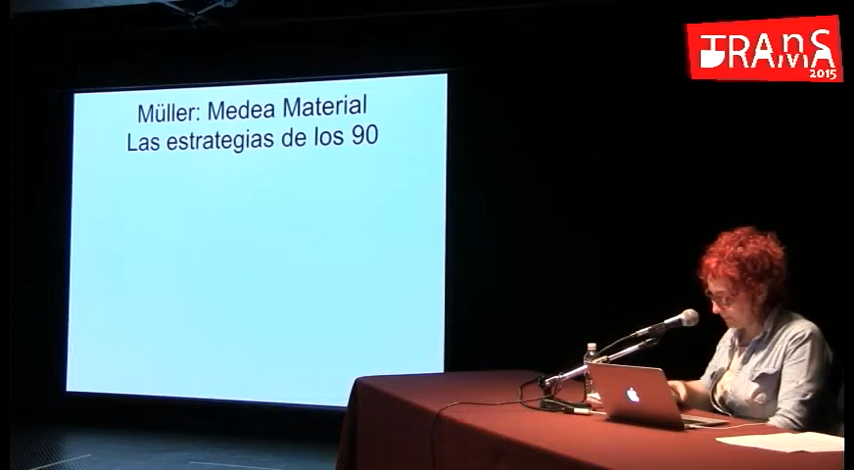 Müller: Medea Material
Las estrategias de los 90
TRANS
DRAMA
2015